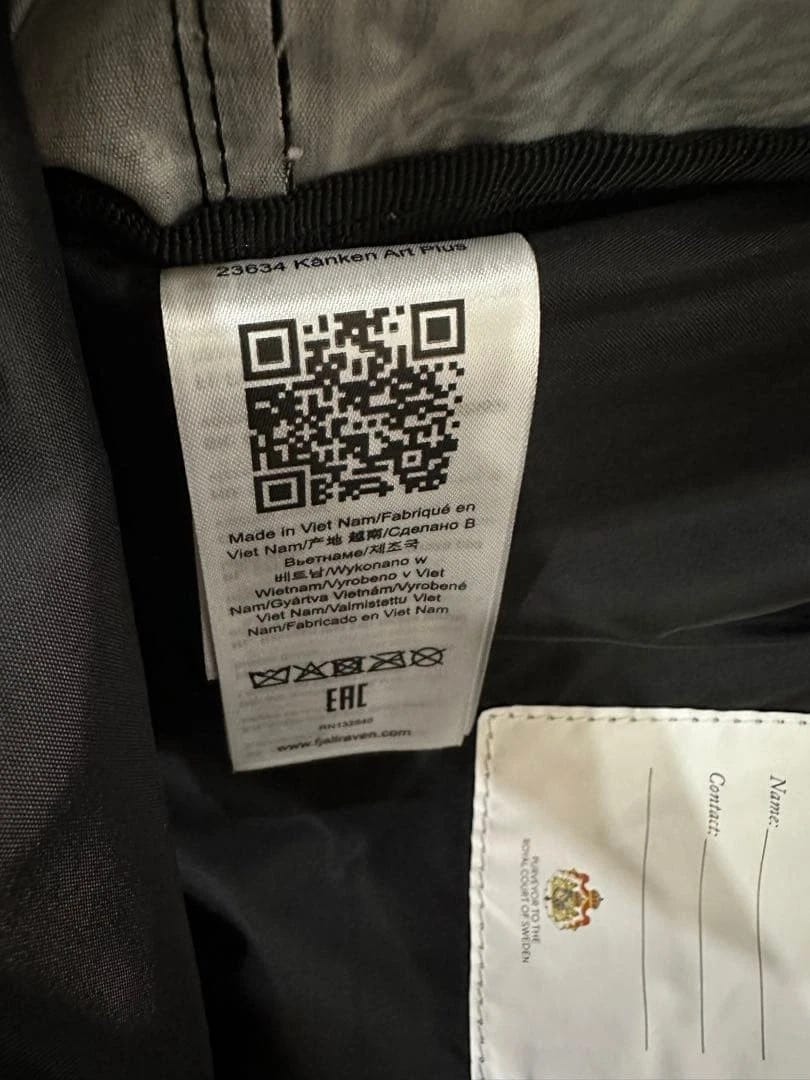 23634 Kånken Art Plus
Made in Viet Nam/Fabriqué en
Viet Nam/产地 越南/Сделано В
Вьетнаме/제조국
베트남/Wykonano w
Wietnam/Vyrobeno v Viet
Nam/Gyártva Vietnám/Vyrobené
Viet Nam/Valmistettu Viet
Nam/Fabricado en Viet Nam
EAC
RN132840
www.fjallraven.com
Name:
Contact:
PURVEYOR TO THE
ROYAL COURT OF SWEDEN